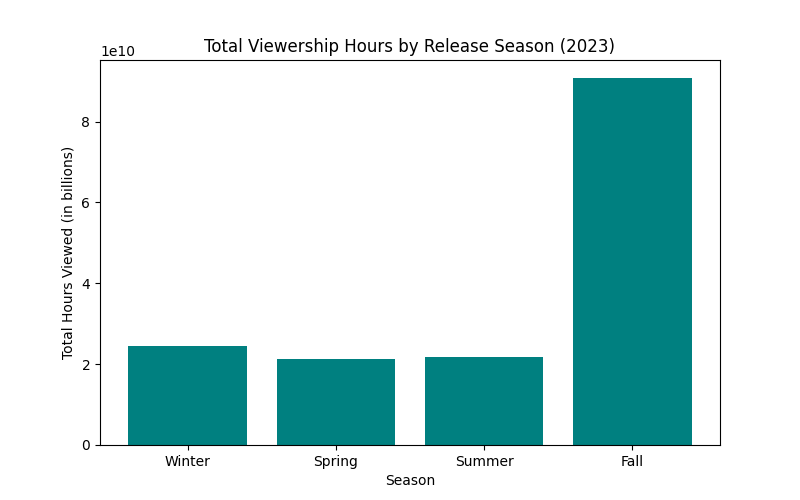 Total Viewership Hours by Release Season (2023)
1e10
8
6
4
2
0
Total Hours Viewed (in billions)
Winter Spring Summer Fall
Season